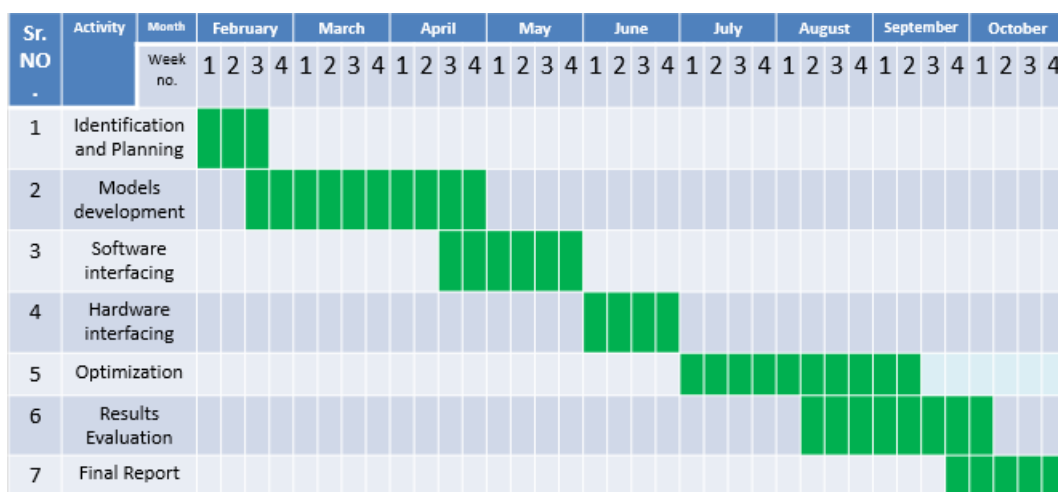 Sr. NO . Activity Month February March April May June July August September October
Week no. 1 2 3 4 1 2 3 4 1 2 3 4 1 2 3 4 1 2 3 4 1 2 3 4 1 2 3 4 1 2 3 4 1 2 3 4
1 Identification and Planning
2 Models development
3 Software interfacing
4 Hardware interfacing
5 Optimization
6 Results Evaluation
7 Final Report